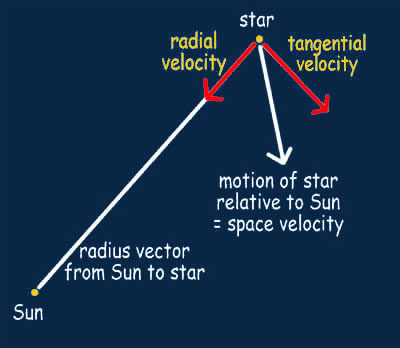 star
radial
velocity
tangential
velocity
motion of star
relative to Sun
= space velocity
radius vector
from Sun to star
Sun